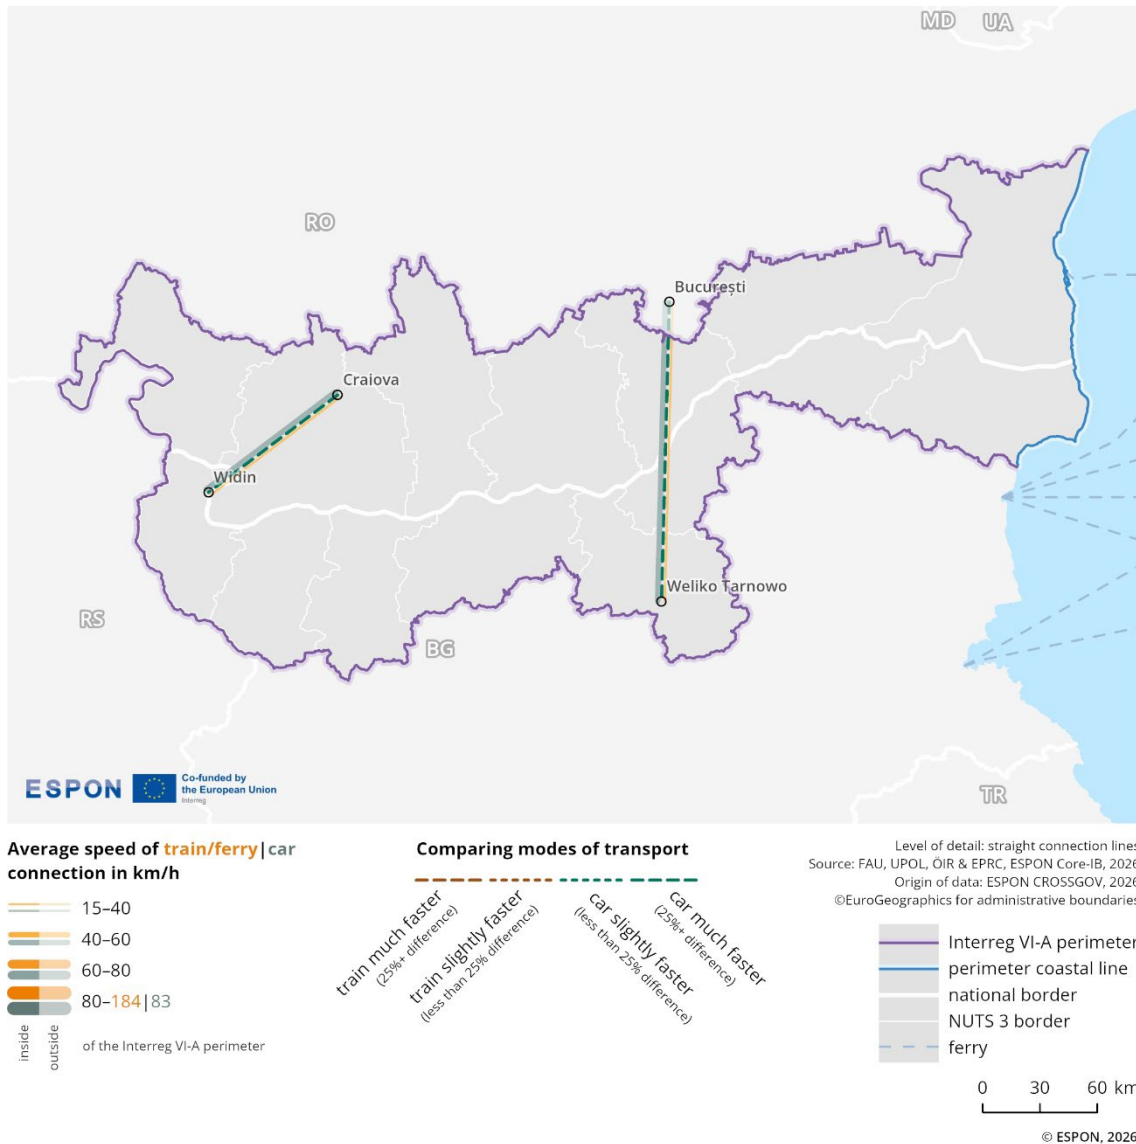 MD
UA
RO
București
Craiova
Widin
Weliko Tarnowo
RS
BG
TR
ESPON
Co-funded by
the European Union
Interreg
Average speed of train/ferry|car
connection in km/h
15–40
40–60
60–80
80–184|83
inside
outside
of the Interreg VI-A perimeter
Comparing modes of transport
train much faster
(25%+ difference)
train slightly faster
(less than 25% difference)
car slightly faster
(less than 25% difference)
car much faster
(25%+ difference)
Level of detail: straight connection lines
Source: FAU, UPOL, ÖIR & EPRC, ESPON Core-IB, 2026
Origin of data: ESPON CROSSGOV, 2026
©EuroGeographics for administrative boundaries
Interreg VI-A perimeter
perimeter coastal line
national border
NUTS 3 border
ferry
0 30 60 km
© ESPON, 2026